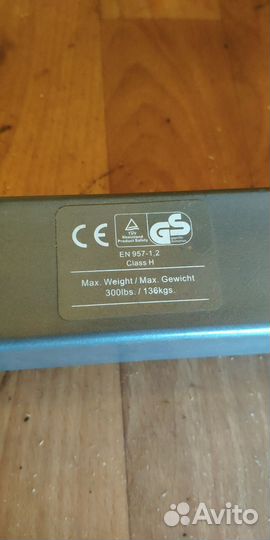 CE
TÜV
Rheinland
Product Safety
GS
EN 957-1,2
Class H
Max. Weight / Max. Gewicht
300lbs. / 136kgs.
Avito